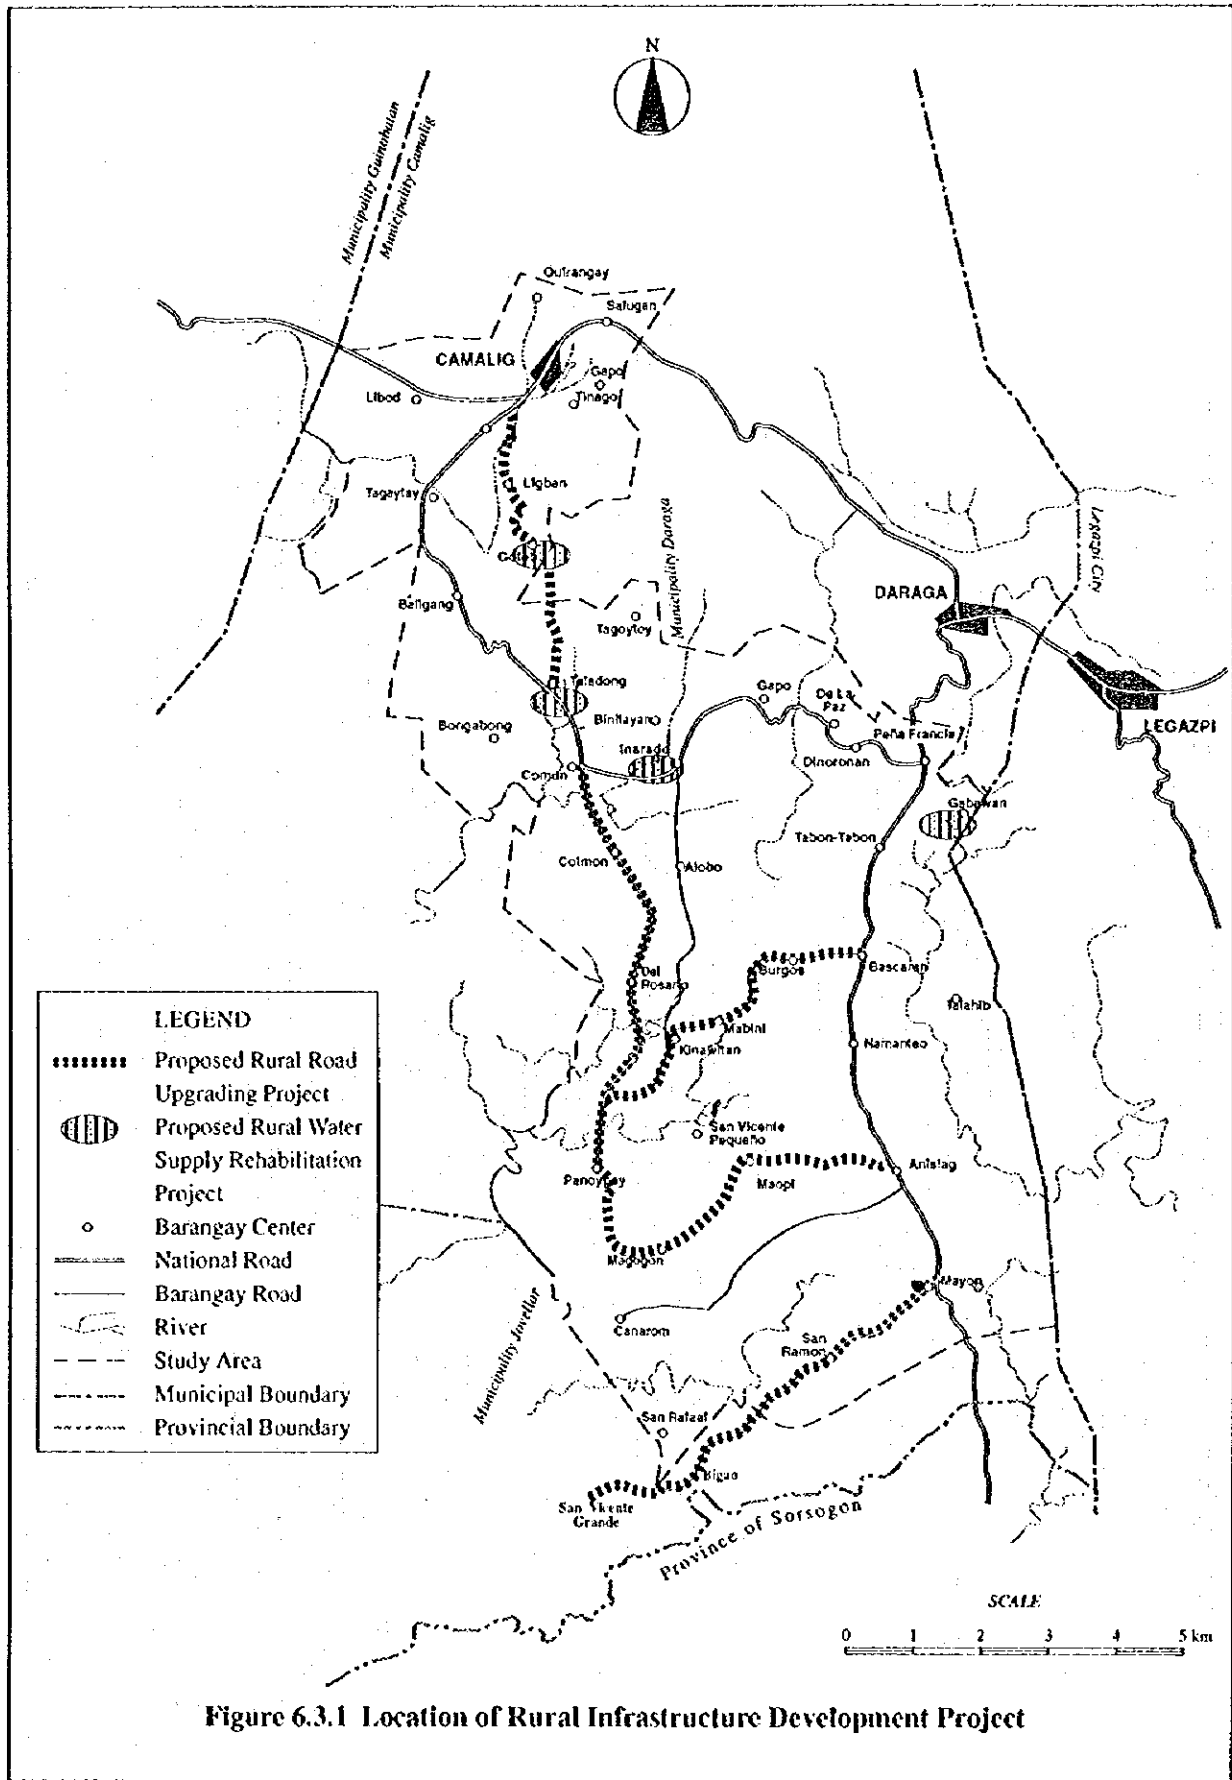 N
Municipality Guinobatan
Municipality Camalig
Outrangay
Salugan
CAMALIG
Gapo
Tinago
Libod
Ligban
Tagaytay
Municipality Daraga
Legazpi City
DARAGA
Baligang
Tagoytoy
Taladong
Gapo
De La
Paz
Binitayan
Bongabong
Peña Francia
LEGAZPI
Inarado
Comun
Dinoronan
Gabawan
Tabon-Tabon
Cotmon
Alobo
Burgos
Bascaran
Del
Rosario
Talahib
Mabini
Kinawitan
Namantao
San Vicente
Pequeño
Anislag
Panoypoy
Maopi
Magogon
Mayon
Municipality Jovellar
Canarom
San
Ramon
San Rafael
Bigao
San Vicente
Grande
Province of Sorsogon
LEGEND
Proposed Rural Road
Upgrading Project
Proposed Rural Water
Supply Rehabilitation
Project
Barangay Center
National Road
Barangay Road
River
Study Area
Municipal Boundary
Provincial Boundary
SCALE
0 1 2 3 4 5 km
Figure 6.3.1 Location of Rural Infrastructure Development Project